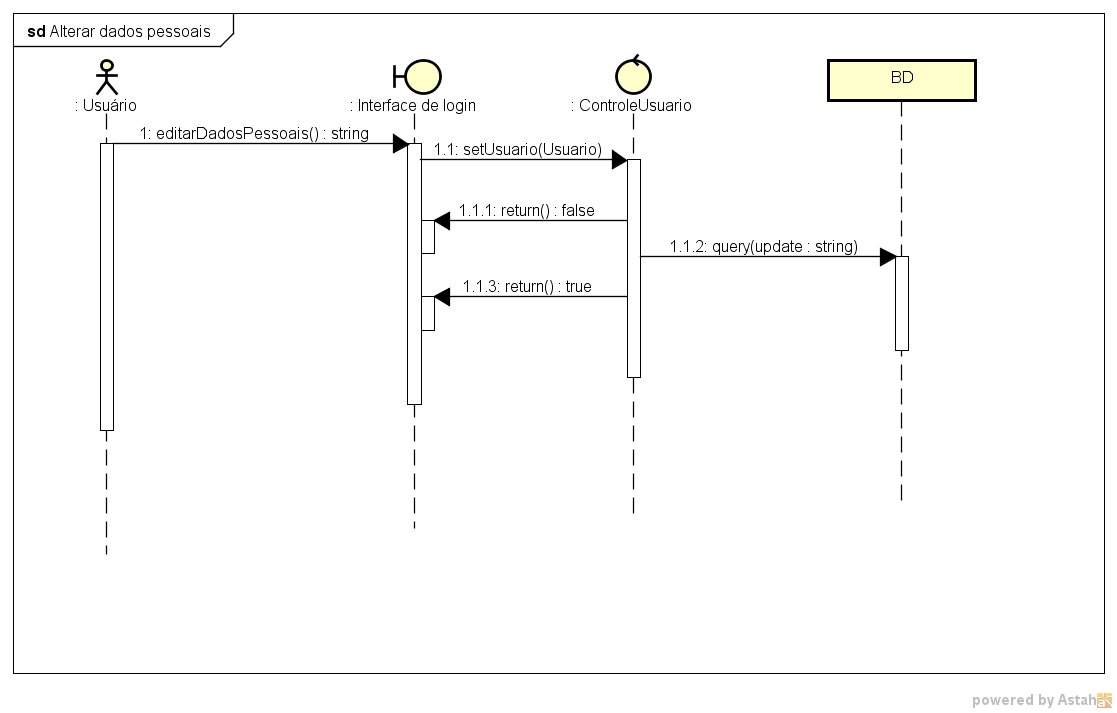 sd Alterar dados pessoais
: Usuário
: Interface de login
: ControleUsuario
BD
1: editarDadosPessoais() : string
1.1: setUsuario(Usuario)
1.1.1: return() : false
1.1.2: query(update : string)
1.1.3: return() : true
powered by Astah